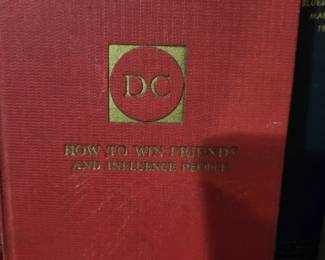 DC
HOW TO WIN FRIENDS
AND INFLUENCE PEOPLE